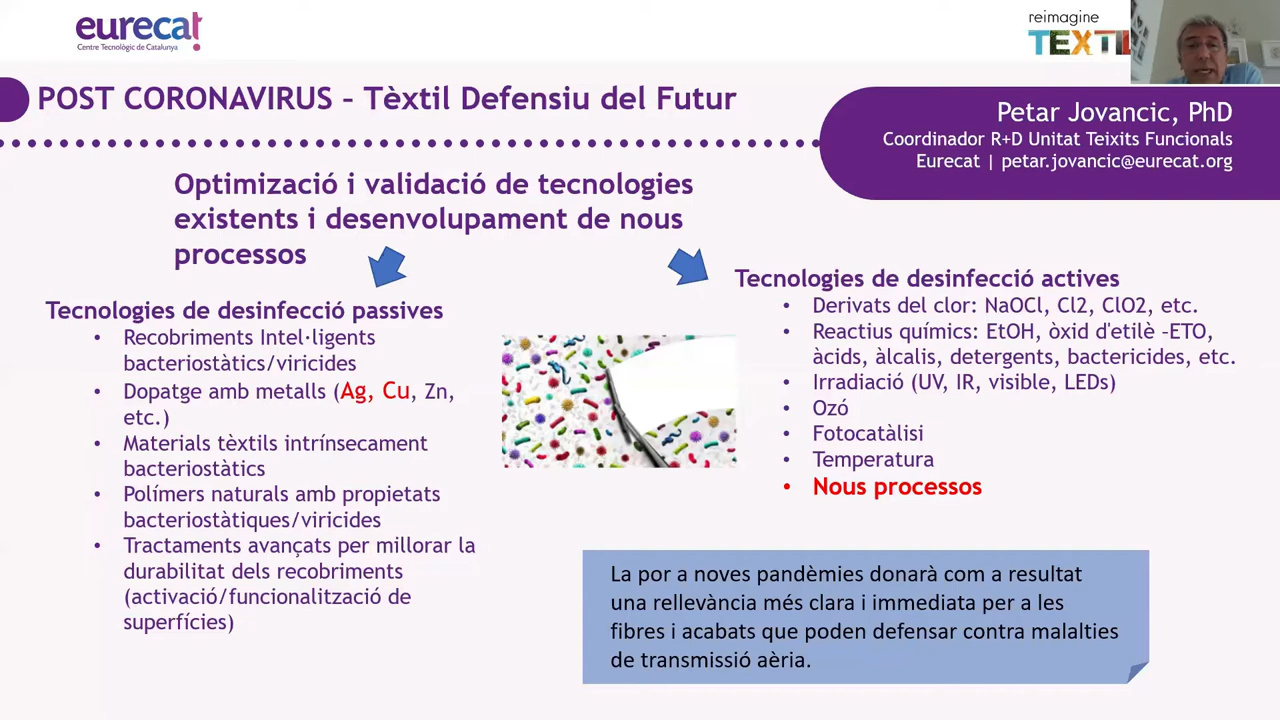 eurecat
Centre Tecnològic de Catalunya
reimagine
TEXTIL
POST CORONAVIRUS – Tèxtil Defensiu del Futur
Petar Jovancic, PhD
Coordinador R+D Unitat Teixits Funcionals
Eurecat | petar.jovancic@eurecat.org
Optimizació i validació de tecnologies
existents i desenvolupament de nous
processos
Tecnologies de desinfecció passives
• Recobriments Intel·ligents
bacteriostàtics/viricides
• Dopatge amb metalls (Ag, Cu, Zn,
etc.)
• Materials tèxtils intrínsecament
bacteriostàtics
• Polímers naturals amb propietats
bacteriostàtiques/viricides
• Tractaments avançats per millorar la
durabilitat dels recobriments
(activació/funcionalització de
superfícies)
Tecnologies de desinfecció actives
• Derivats del clor: NaOCl, Cl2, ClO2, etc.
• Reactius químics: EtOH, òxid d'etilè -ETO,
àcids, àlcalis, detergents, bactericides, etc.
• Irradiació (UV, IR, visible, LEDs)
• Ozó
• Fotocatàlisi
• Temperatura
• Nous processos
La por a noves pandèmies donarà com a resultat
una rellevància més clara i immediata per a les
fibres i acabats que poden defensar contra malalties
de transmissió aèria.